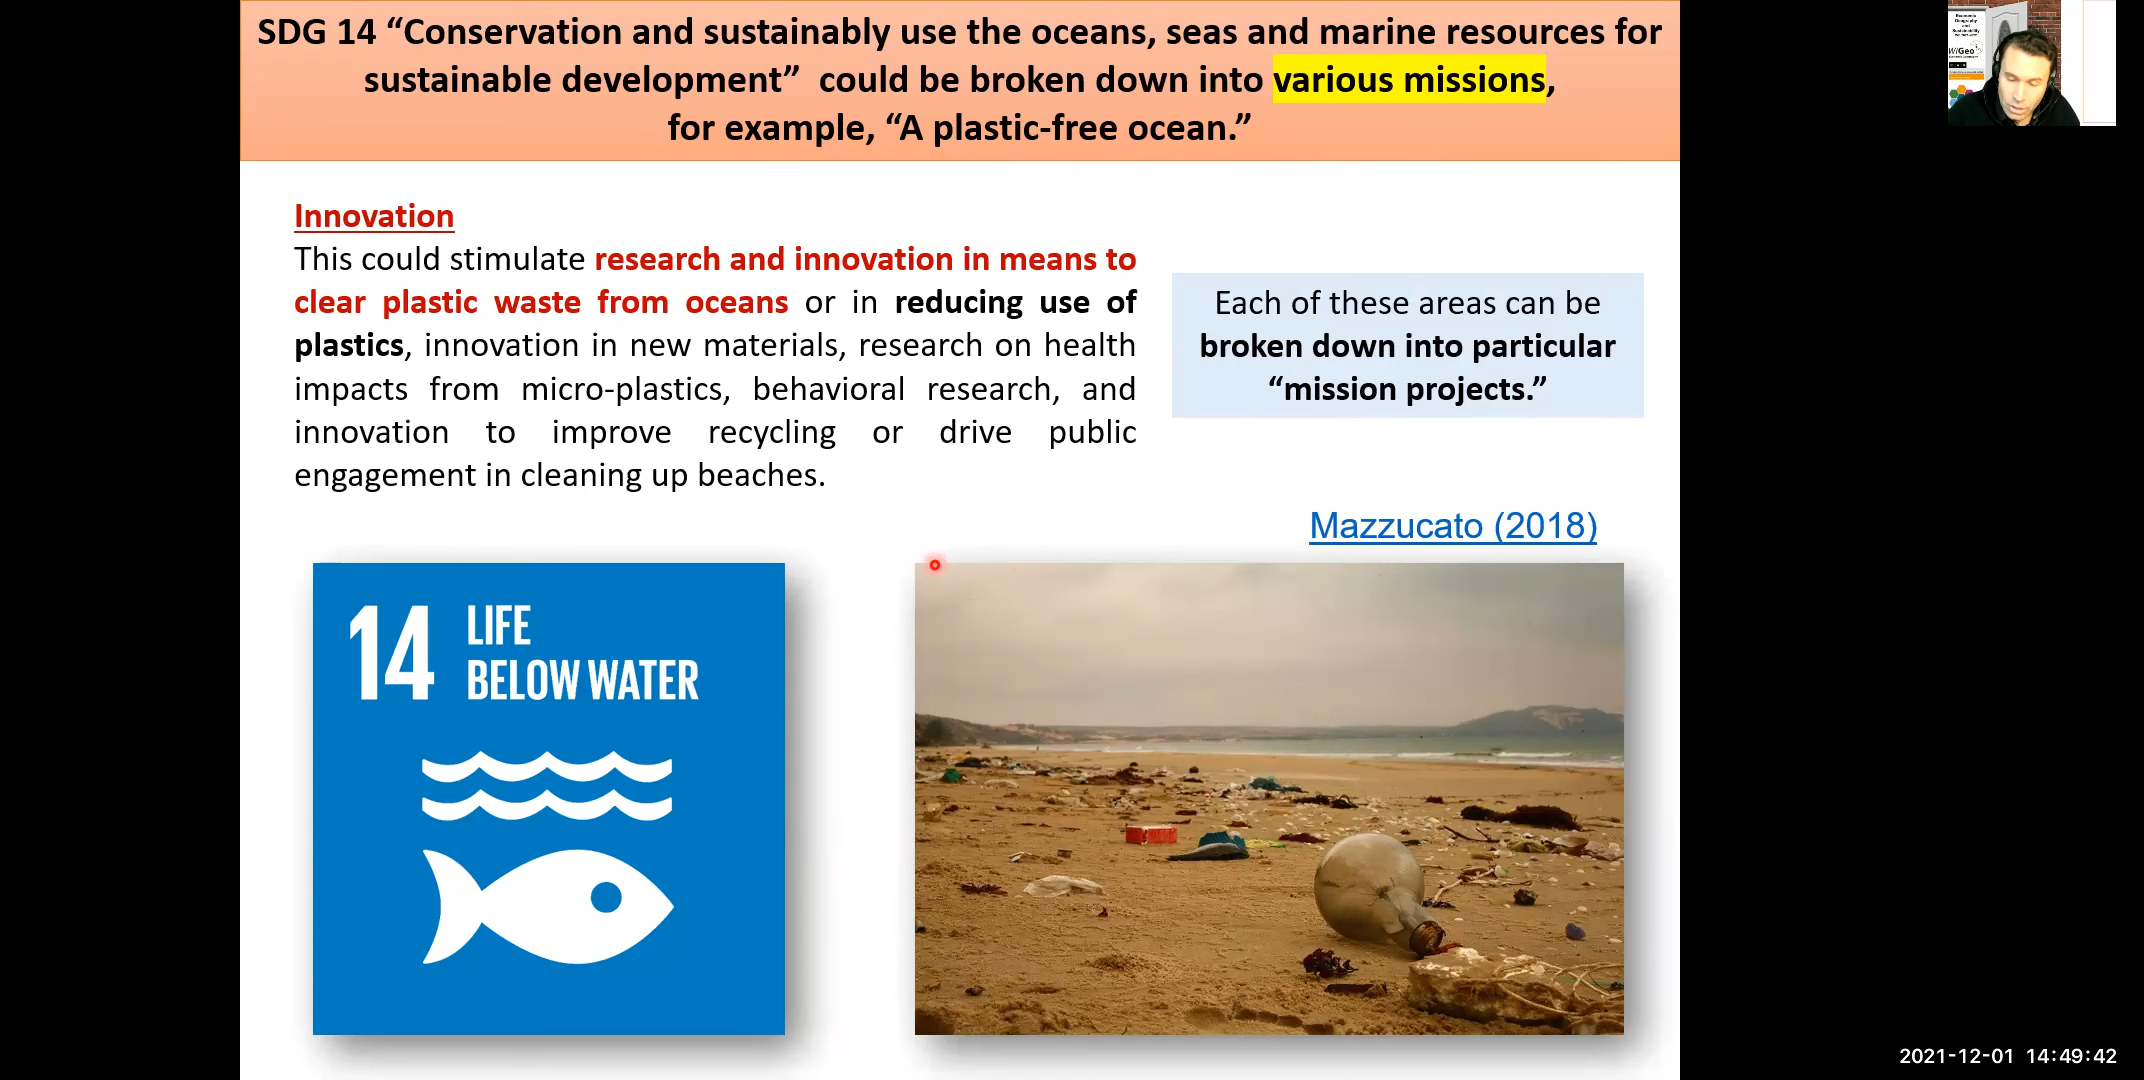 SDG 14 “Conservation and sustainably use the oceans, seas and marine resources for
sustainable development”  could be broken down into various missions,
for example, “A plastic-free ocean.”
Innovation
This could stimulate research and innovation in means to
clear plastic waste from oceans or in reducing use of
plastics, innovation in new materials, research on health
impacts from micro-plastics, behavioral research, and
innovation to improve recycling or drive public
engagement in cleaning up beaches.
Each of these areas can be
broken down into particular
“mission projects.”
Mazzucato (2018)
14 LIFE
BELOW WATER
Economic
Geography
and
Sustainability
WiGeo
2021-12-01 14:49:42